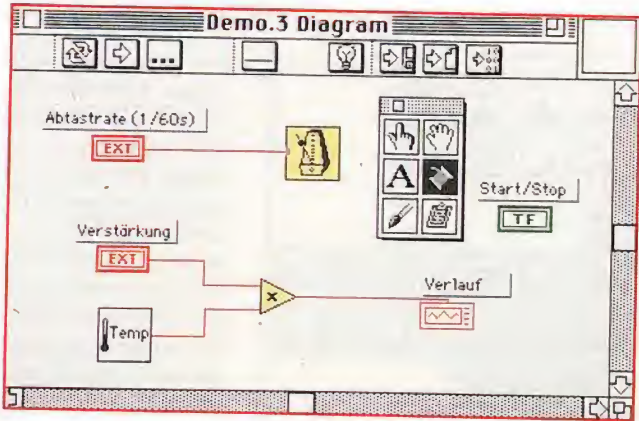 Demo.3 Diagram
...
Abtastrate (1/60s)
EXT
A
Start/Stop
TF
Verstärkung
EXT
Verlauf
x
Temp